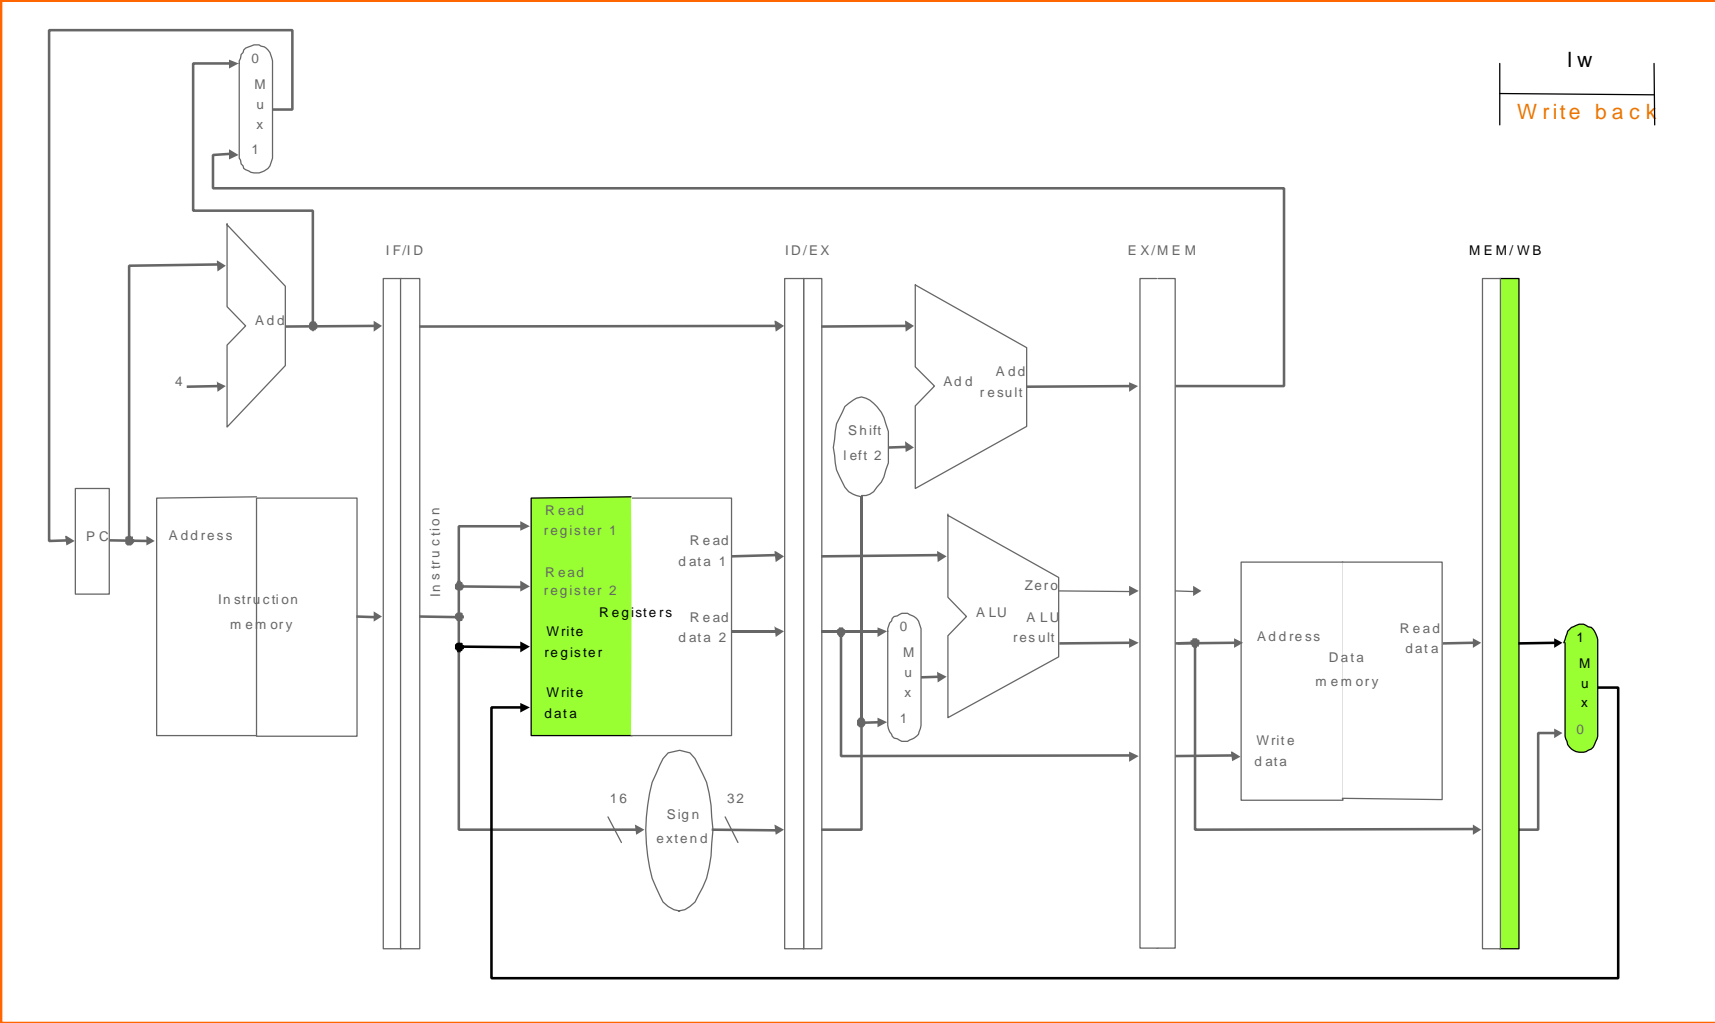 0
M
u
x
1
lw
Write back
IF/ID
ID/EX
EX/MEM
MEM/WB
Add
4
Add
Add
result
Shift
left 2
PC
Address
Instruction
memory
Instruction
Read
register 1
Read
register 2
Registers
Write
register
Write
data
Read
data 1
Read
data 2
16
Sign
extend
32
0
M
u
x
1
Zero
ALU
ALU
result
Address
Read
data
Data
memory
Write
data
1
M
u
x
0